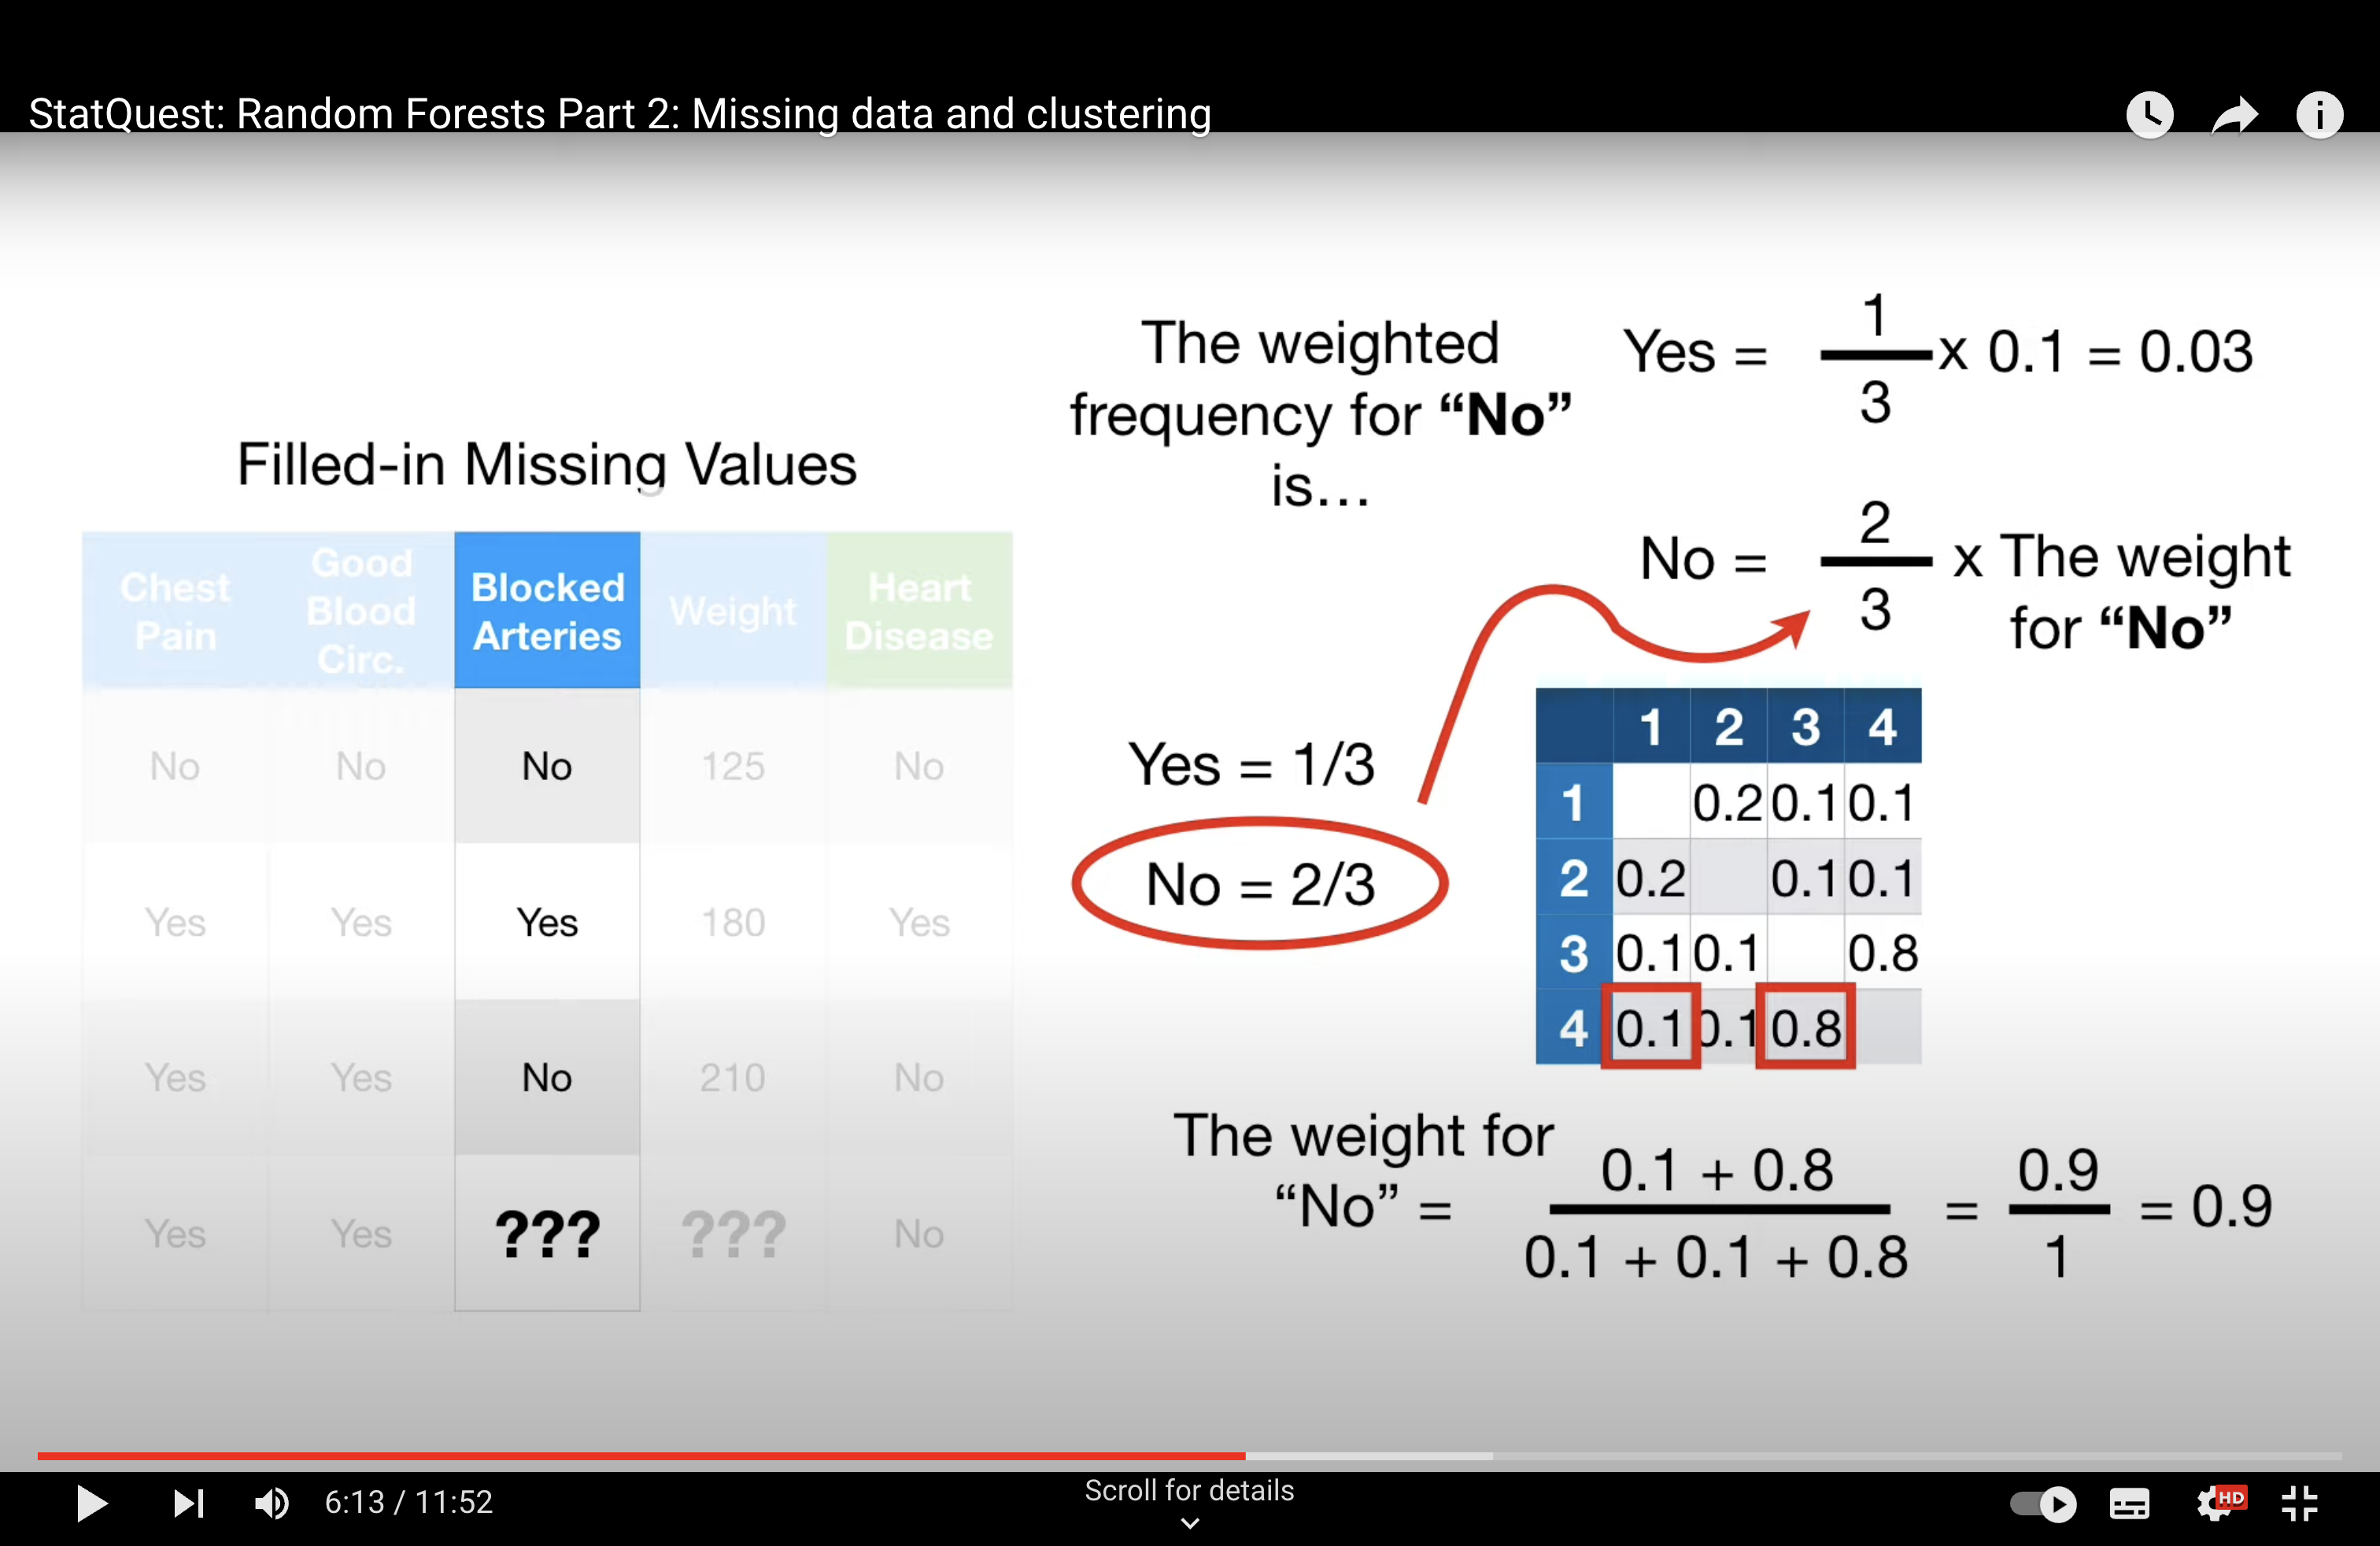 StatQuest: Random Forests Part 2: Missing data and clustering
Filled-in Missing Values
Chest Pain Good Blood Circ. Blocked Arteries Weight Heart Disease
No No No 125 No
Yes Yes Yes 180 Yes
Yes Yes No 210 No
Yes Yes ??? ??? No
The weighted
frequency for “No”
is...
Yes = 1/3 x 0.1 = 0.03
No = 2/3 x The weight
for “No”
Yes = 1/3
No = 2/3
1 2 3 4
1 0.2 0.1 0.1
2 0.2 0.1 0.1
3 0.1 0.1 0.8
4 0.1 0.1 0.8
The weight for
“No” = 0.1 + 0.8 / 0.1 + 0.1 + 0.8 = 0.9 / 1 = 0.9
6:13 / 11:52
Scroll for details
HD